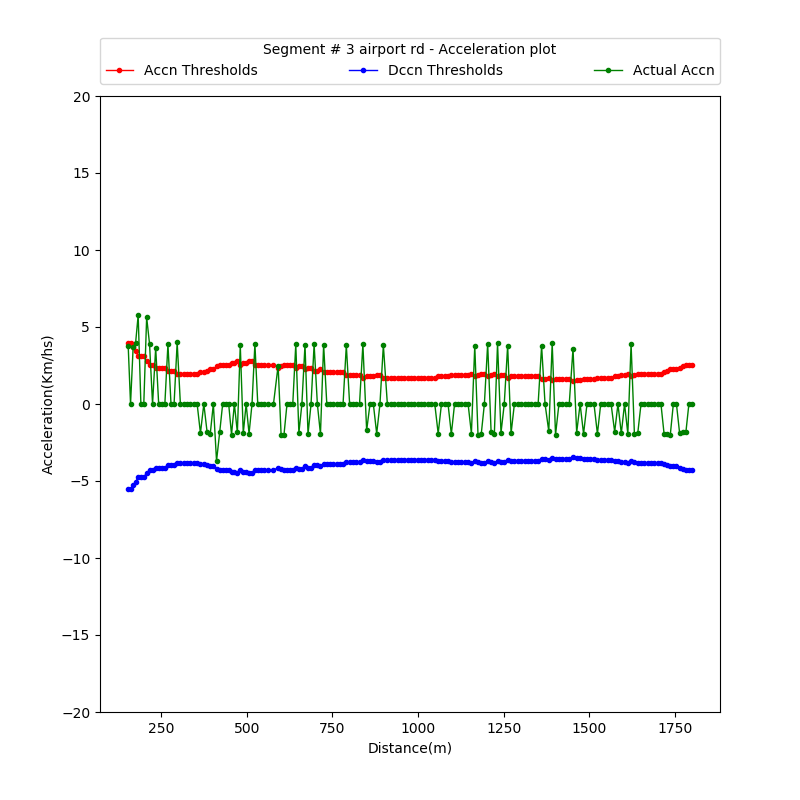 Segment # 3 airport rd - Acceleration plot
Accn Thresholds Dccn Thresholds Actual Accn
20
15
10
5
0
−5
−10
−15
−20
Acceleration(Km/hs)
250 500 750 1000 1250 1500 1750
Distance(m)